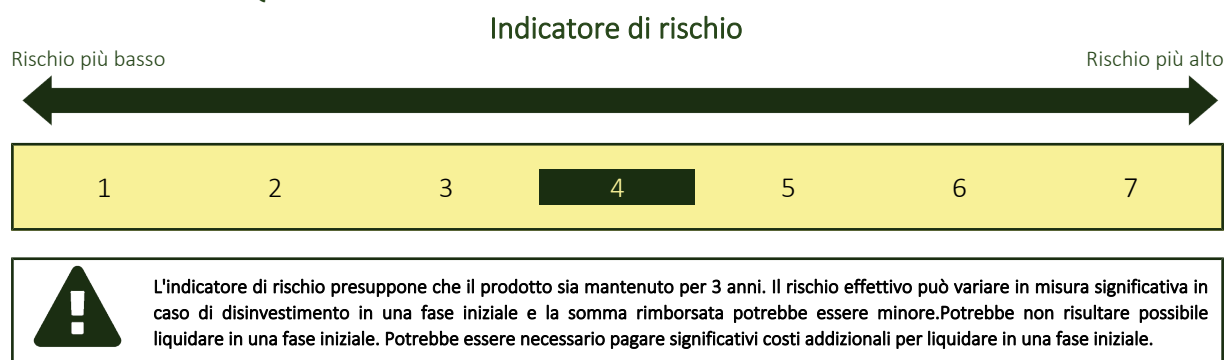 Indicatore di rischio
Rischio più basso
Rischio più alto
1 2 3 4 5 6 7
L'indicatore di rischio presuppone che il prodotto sia mantenuto per 3 anni. Il rischio effettivo può variare in misura significativa in
caso di disinvestimento in una fase iniziale e la somma rimborsata potrebbe essere minore.Potrebbe non risultare possibile
liquidare in una fase iniziale. Potrebbe essere necessario pagare significativi costi addizionali per liquidare in una fase iniziale.